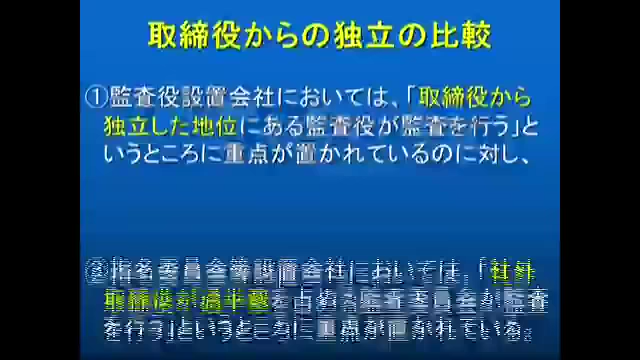 取締役からの独立の比較
①監査役設置会社においては、「取締役から
独立した地位にある監査役が監査を行う」と
いうところに重点が置かれているのに対し、
②指名委員会等設置会社においては、「社外
取締役が過半数を占める監査委員会が監査
を行う」というところに重点が置かれている。